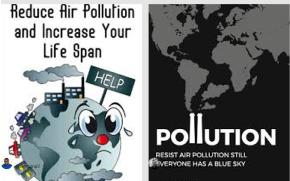 Reduce Air Pollution
and Increase Your
Life Span
HELP
POllUTION
RESIST AIR POLLUTION STILL
EVERYONE HAS A BLUE SKY